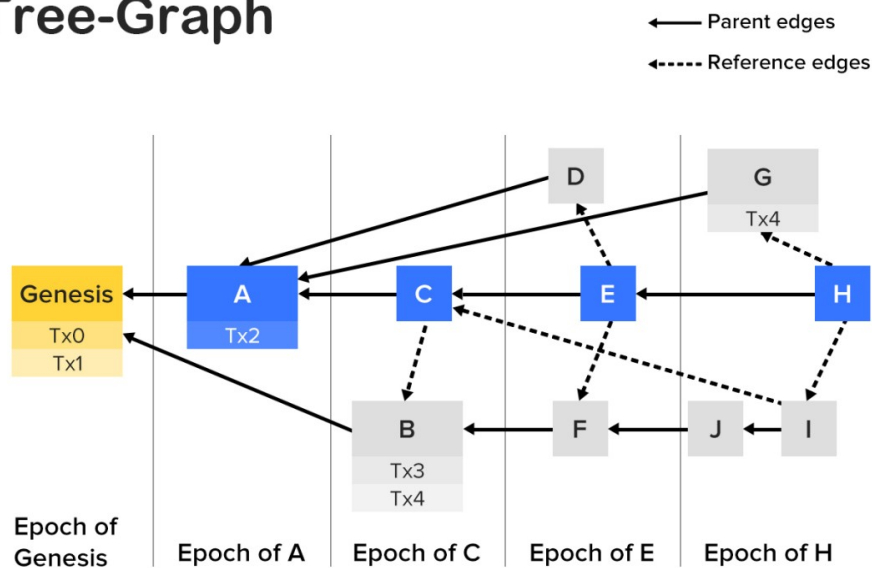 Tree-Graph
Parent edges
Reference edges
D
G
Tx4
Genesis
Tx0
Tx1
A
Tx2
C
E
H
B
Tx3
Tx4
F
J
I
Epoch of
Genesis
Epoch of A
Epoch of C
Epoch of E
Epoch of H